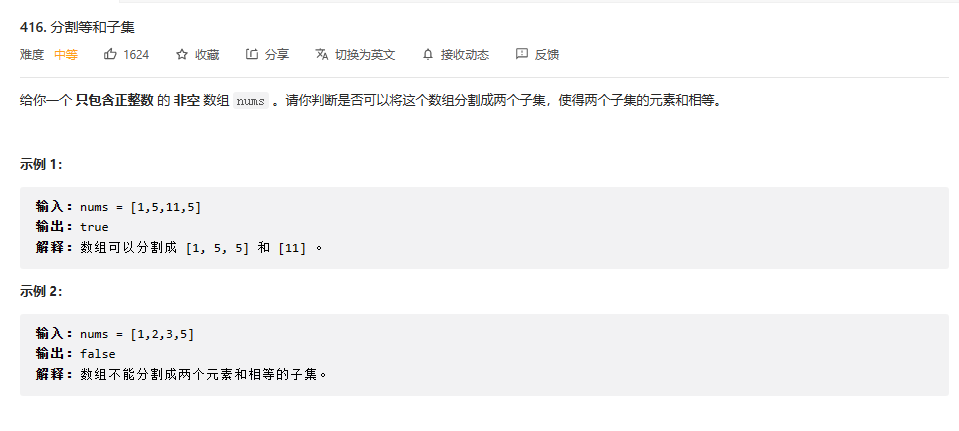 416. 分割等和子集
难度 中等 1624 收藏 分享 切换为英文 接收动态 反馈
给你一个 只包含正整数 的 非空 数组 nums 。请你判断是否可以将这个数组分割成两个子集，使得两个子集的元素和相等。
示例 1：
输入：nums = [1,5,11,5]
输出：true
解释：数组可以分割成 [1, 5, 5] 和 [11] 。
示例 2：
输入：nums = [1,2,3,5]
输出：false
解释：数组不能分割成两个元素和相等的子集。